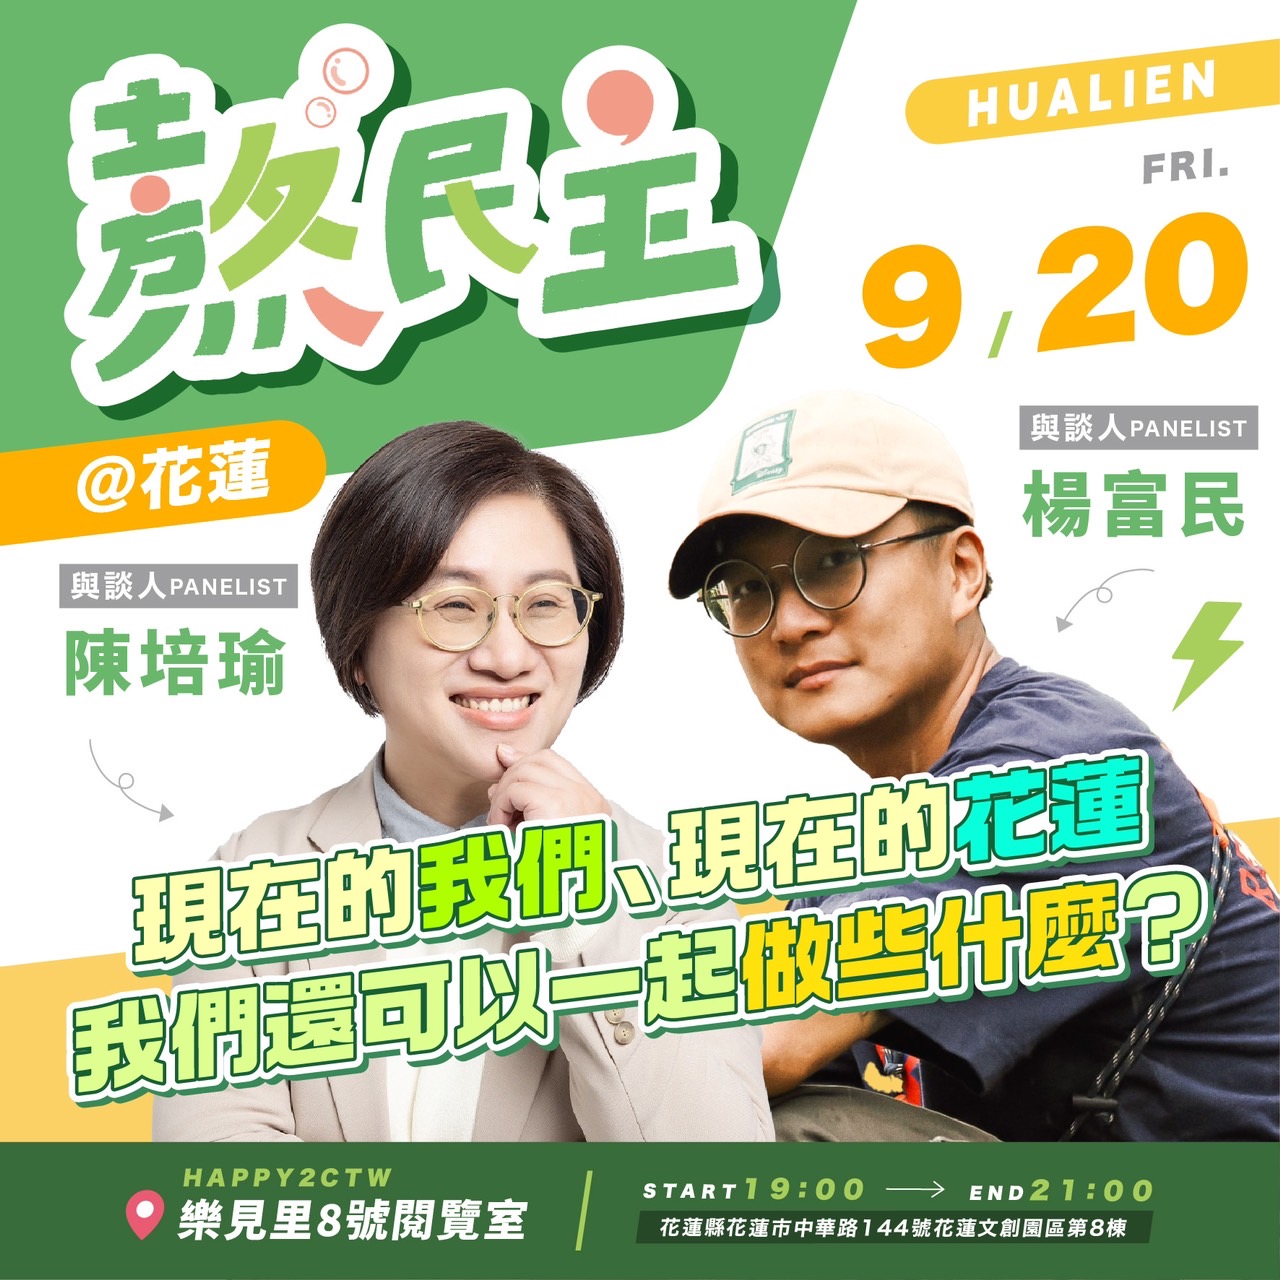 熬民主
HUALIEN
FRI.
9/20
@花蓮
與談人PANELIST
楊富民
與談人PANELIST
陳培瑜
現在的我們、現在的花蓮
我們還可以一起做些什麼？
HAPPY2CTW
樂見里8號閱覽室
START19:00 → END21:00
花蓮縣花蓮市中華路144號花蓮文創園區第8棟